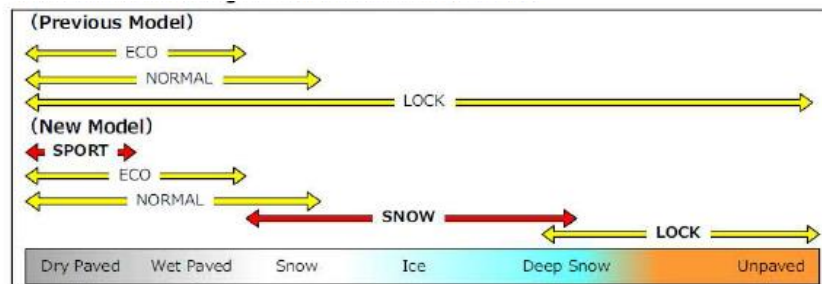 (Previous Model)
ECO
NORMAL
LOCK
(New Model)
SPORT
ECO
NORMAL
SNOW
LOCK
Dry Paved Wet Paved Snow Ice Deep Snow Unpaved